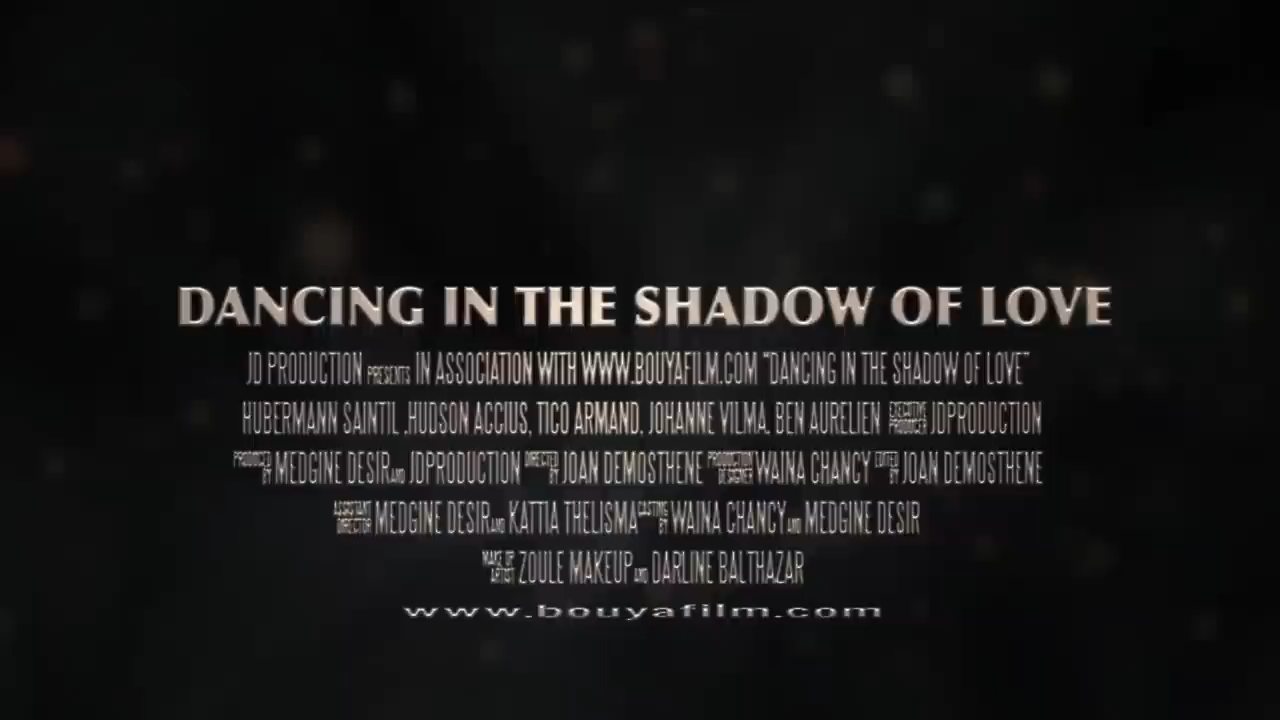 DANCING IN THE SHADOW OF LOVE
JD PRODUCTION PRESENTS IN ASSOCIATION WITH WWW.BOUYAFILM.COM "DANCING IN THE SHADOW OF LOVE"
HUBERMANN SAINTIL ,HUDSON ACCIUS, TICO ARMAND, JOHANNE VILMA, BEN AURELIEN EXECUTIVE PRODUCER JDPRODUCTION
PRODUCED BY MEDGINE DESIR AND JDPRODUCTION DIRECTED BY JOAN DEMOSTHENE PRODUCTION DESIGNER WAINA CHANCY EDITED BY JOAN DEMOSTHENE
ASSISTANT DIRECTOR MEDGINE DESIR AND KATTIA THELISMA CASTING BY WAINA CHANCY AND MEDGINE DESIR
MAKE UP ARTIST ZOULE MAKEUP AND DARLINE BALTHAZAR
www.bouyafilm.com